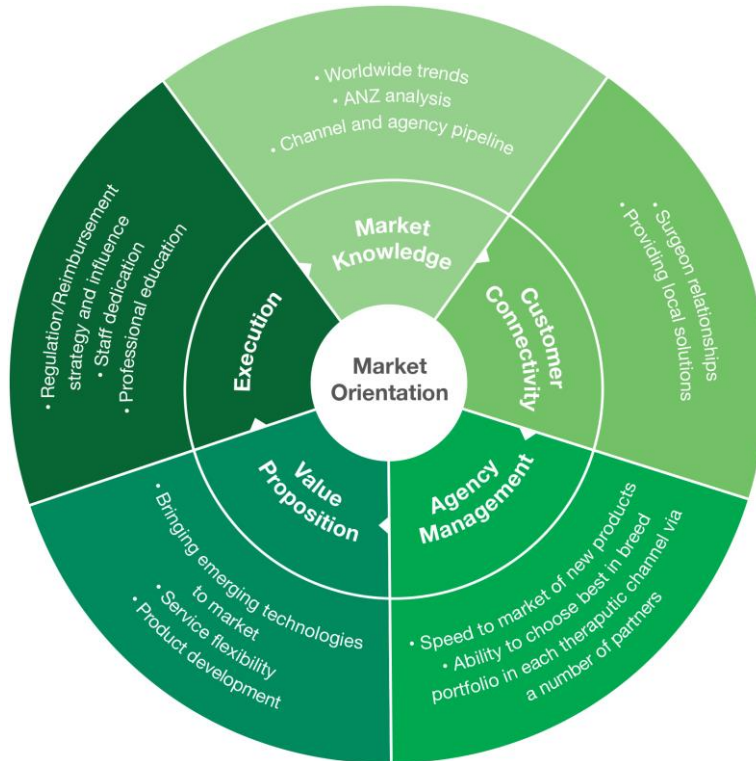 • Worldwide trends
• ANZ analysis
• Channel and agency pipeline
Market
Knowledge
• Surgeon relationships
• Providing local solutions
Customer
Connectivity
• Speed to market of new products
• Ability to choose best in breed
portfolio in each theraputic channel via
a number of partners
Agency
Management
• Bringing emerging technologies
to market
• Service flexibility
• Product development
Value
Proposition
• Regulation/Reimbursement
strategy and influence
• Staff dedication
• Professional education
Execution
Market
Orientation